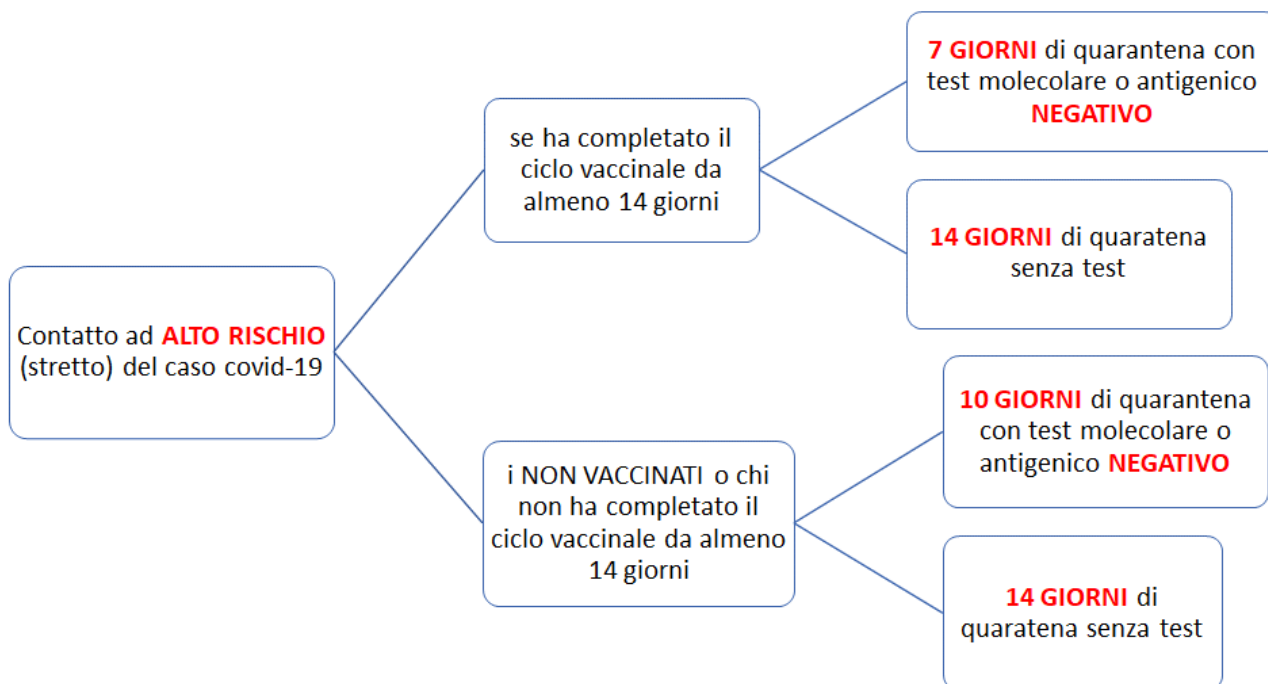 Contatto ad ALTO RISCHIO
(stretto) del caso covid-19
se ha completato il
ciclo vaccinale da
almeno 14 giorni
7 GIORNI di quarantena con
test molecolare o antigenico
NEGATIVO
14 GIORNI di quaratena
senza test
i NON VACCINATI o chi
non ha completato il
ciclo vaccinale da almeno
14 giorni
10 GIORNI di quarantena
con test molecolare o
antigenico NEGATIVO
14 GIORNI di
quaratena senza test